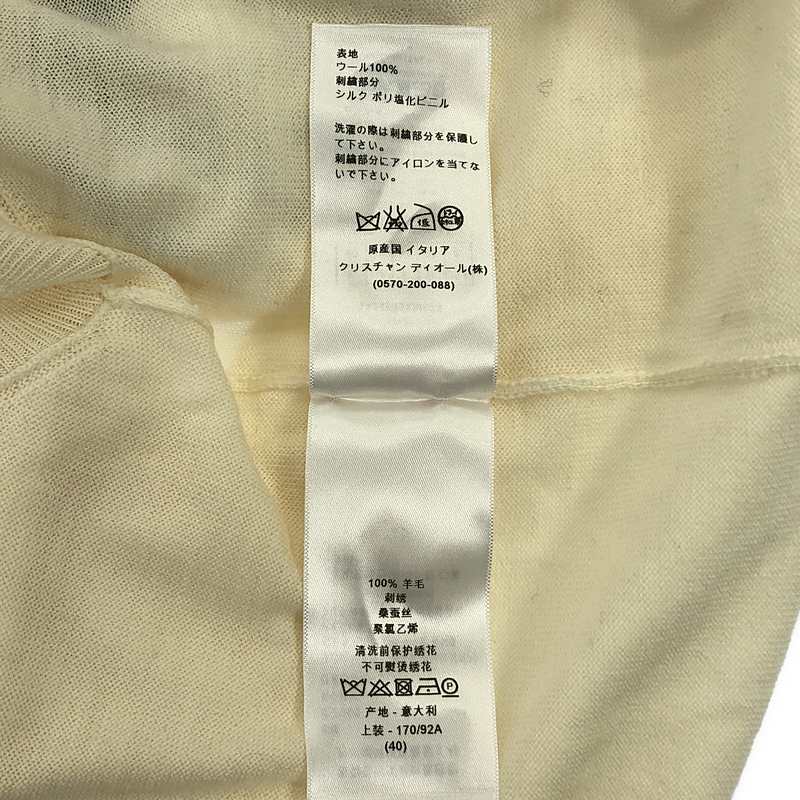 表地
ウール100%
刺繍部分
シルク ポリ塩化ビニル
洗濯の際は刺繍部分を保護し
て下さい。
刺繍部分にアイロンを当てな
いで下さい。
原産国 イタリア
クリスチャン ディオール(株)
(0570-200-088)
100% 羊毛
刺绣
桑蚕丝
聚氯乙烯
清洗前保护绣花
不可熨烫绣花
产地 - 意大利
上装 - 170/92A
(40)